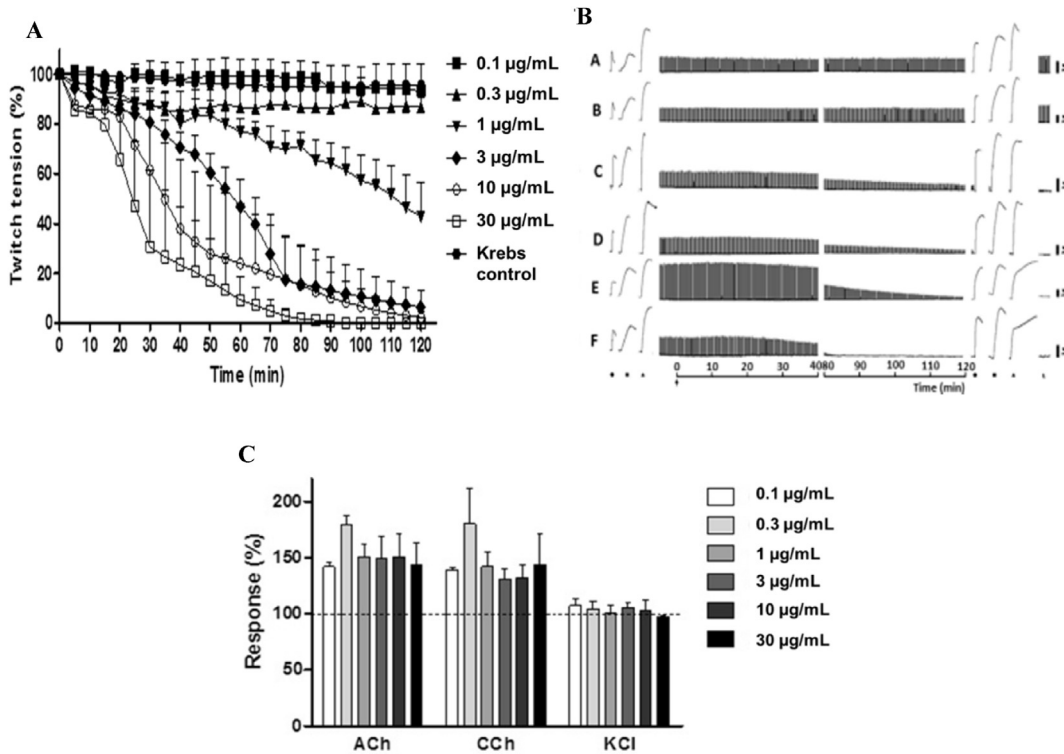 A
Twitch tension (%)
100
80
60
40
20
0
0 10 20 30 40 50 60 70 80 90 100 110 120
Time (min)
0.1 µg/mL
0.3 µg/mL
1 µg/mL
3 µg/mL
10 µg/mL
30 µg/mL
Krebs
control
B
A
B
C
D
E
F
0 10 20 30 40 80 100 120
Time (min)
C
Response (%)
200
150
100
50
0
ACh CCh KCl
0.1 µg/mL
0.3 µg/mL
1 µg/mL
3 µg/mL
10 µg/mL
30 µg/mL